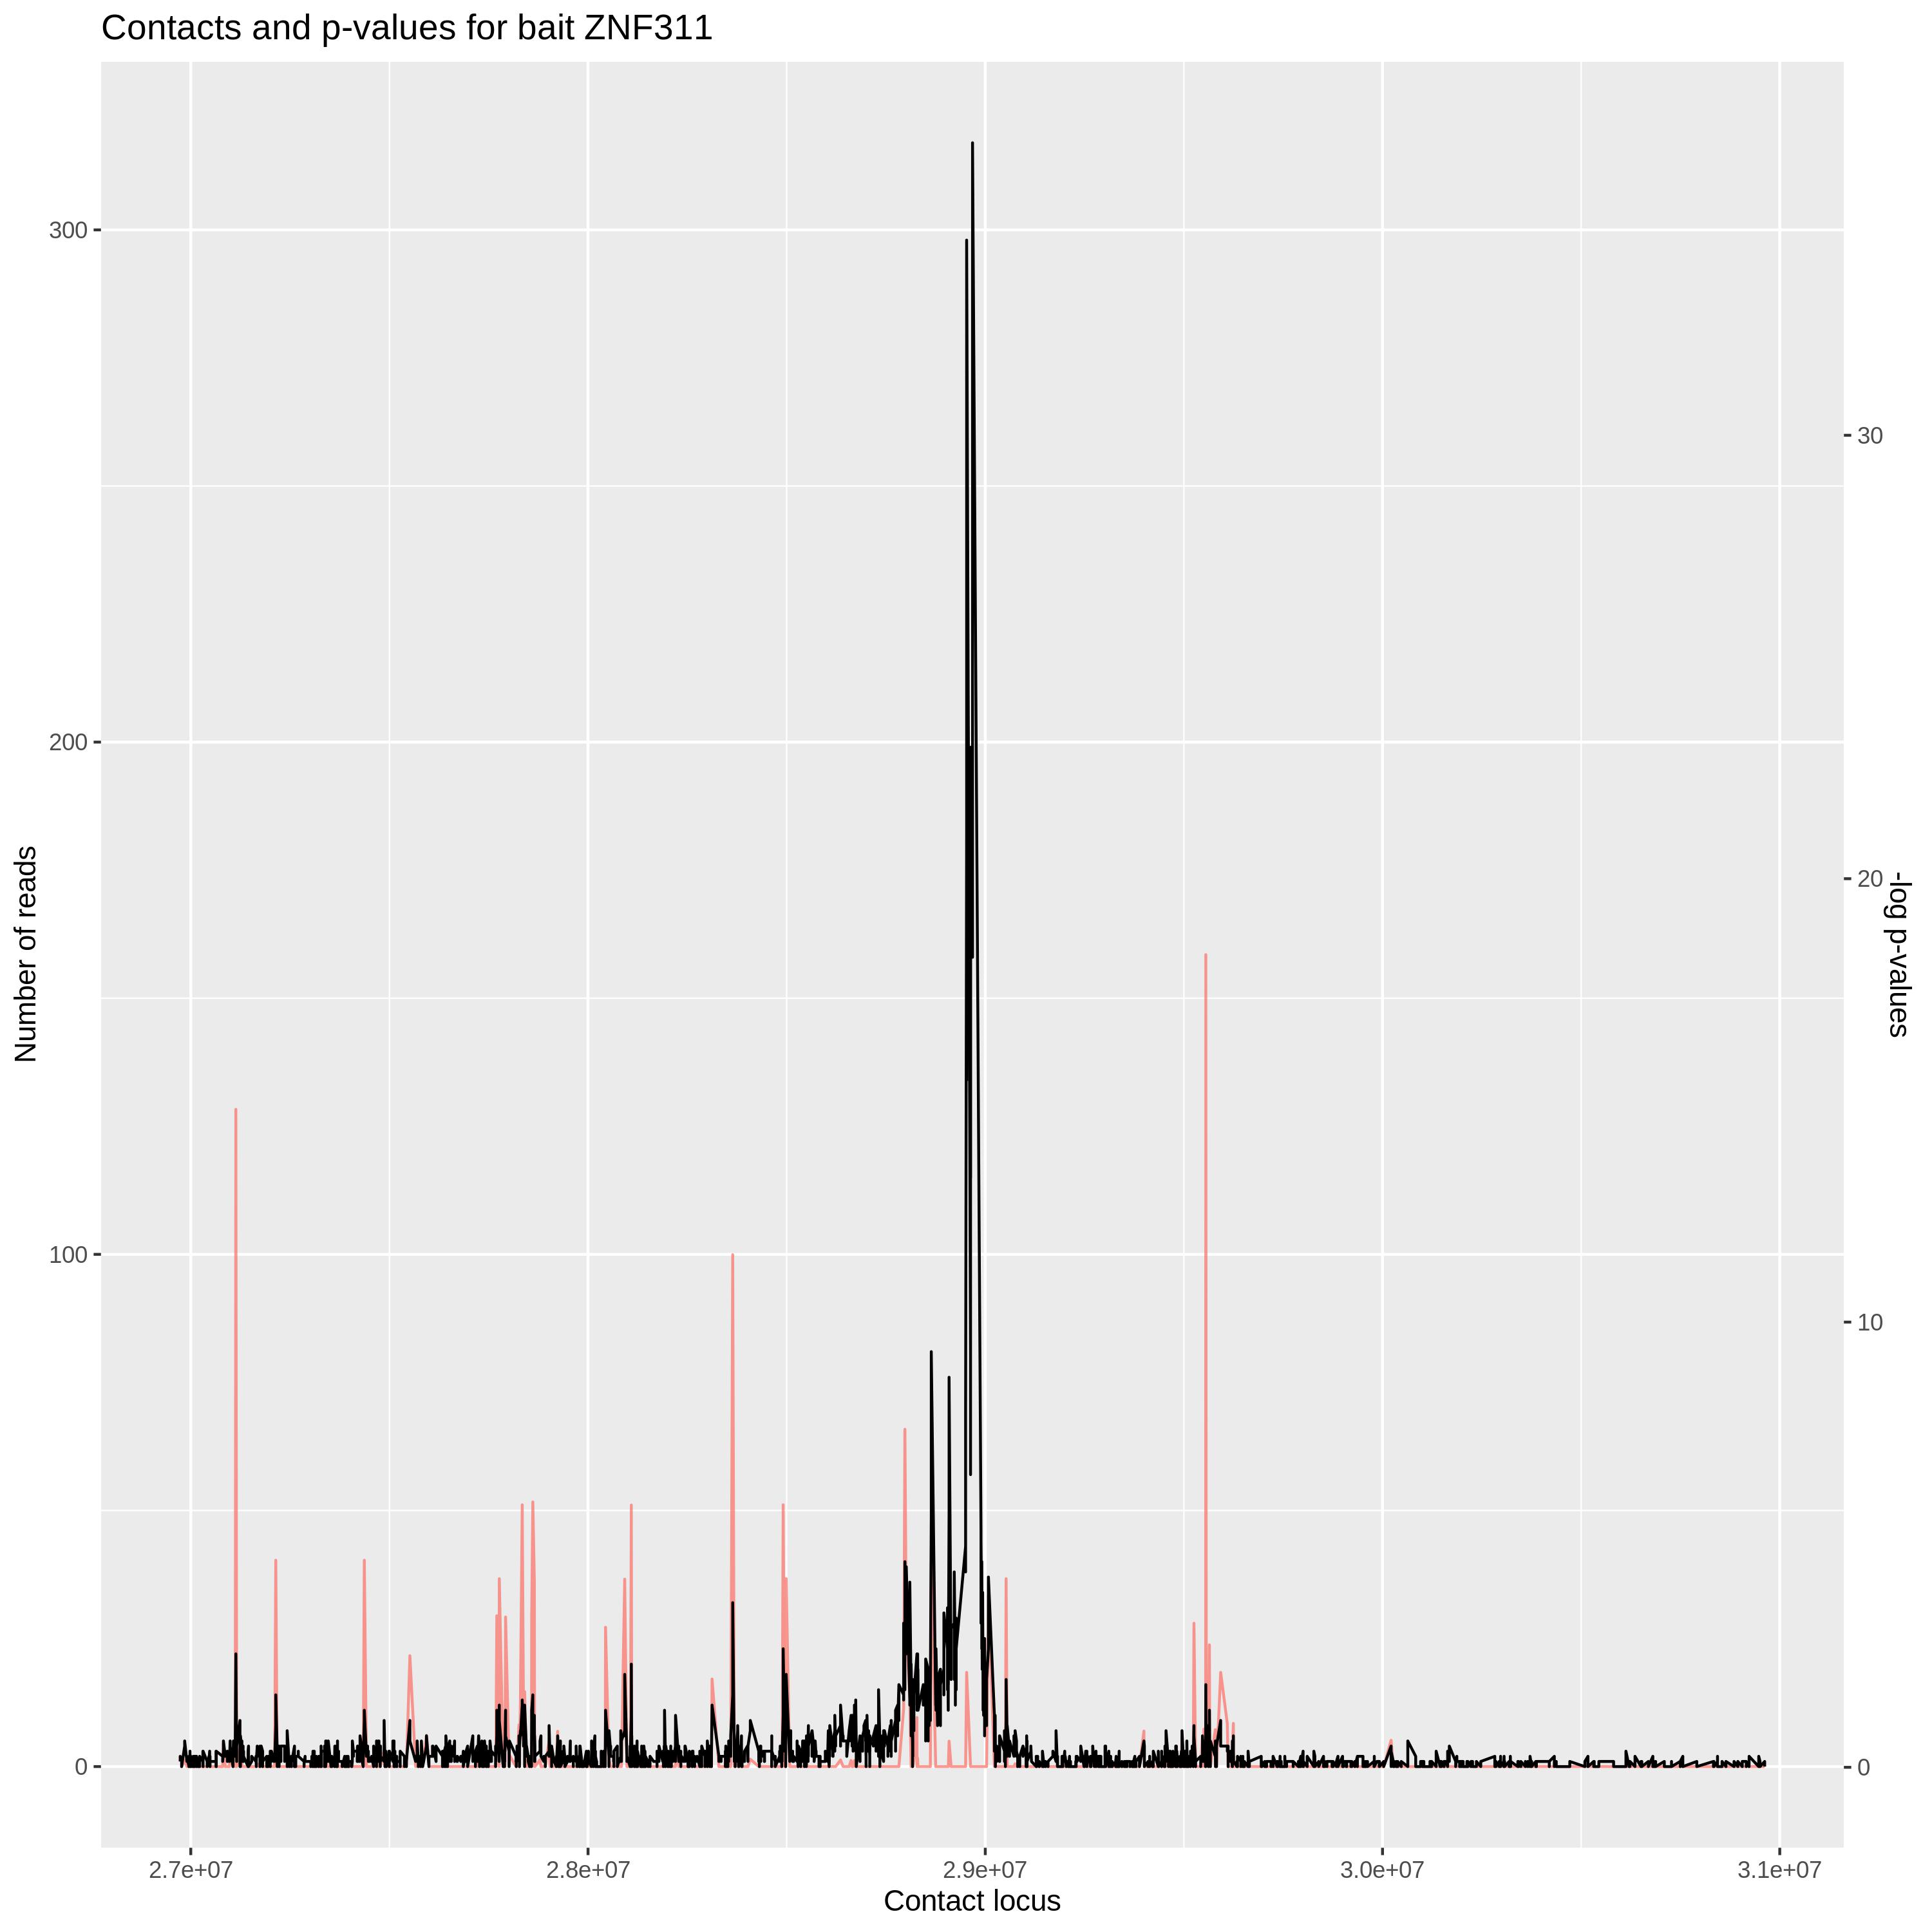 Contacts and p-values for bait ZNF311
300
200
100
0
Number of reads
30
20
10
0
-log p-values
2.7e+07 2.8e+07 2.9e+07 3.0e+07 3.1e+07
Contact locus